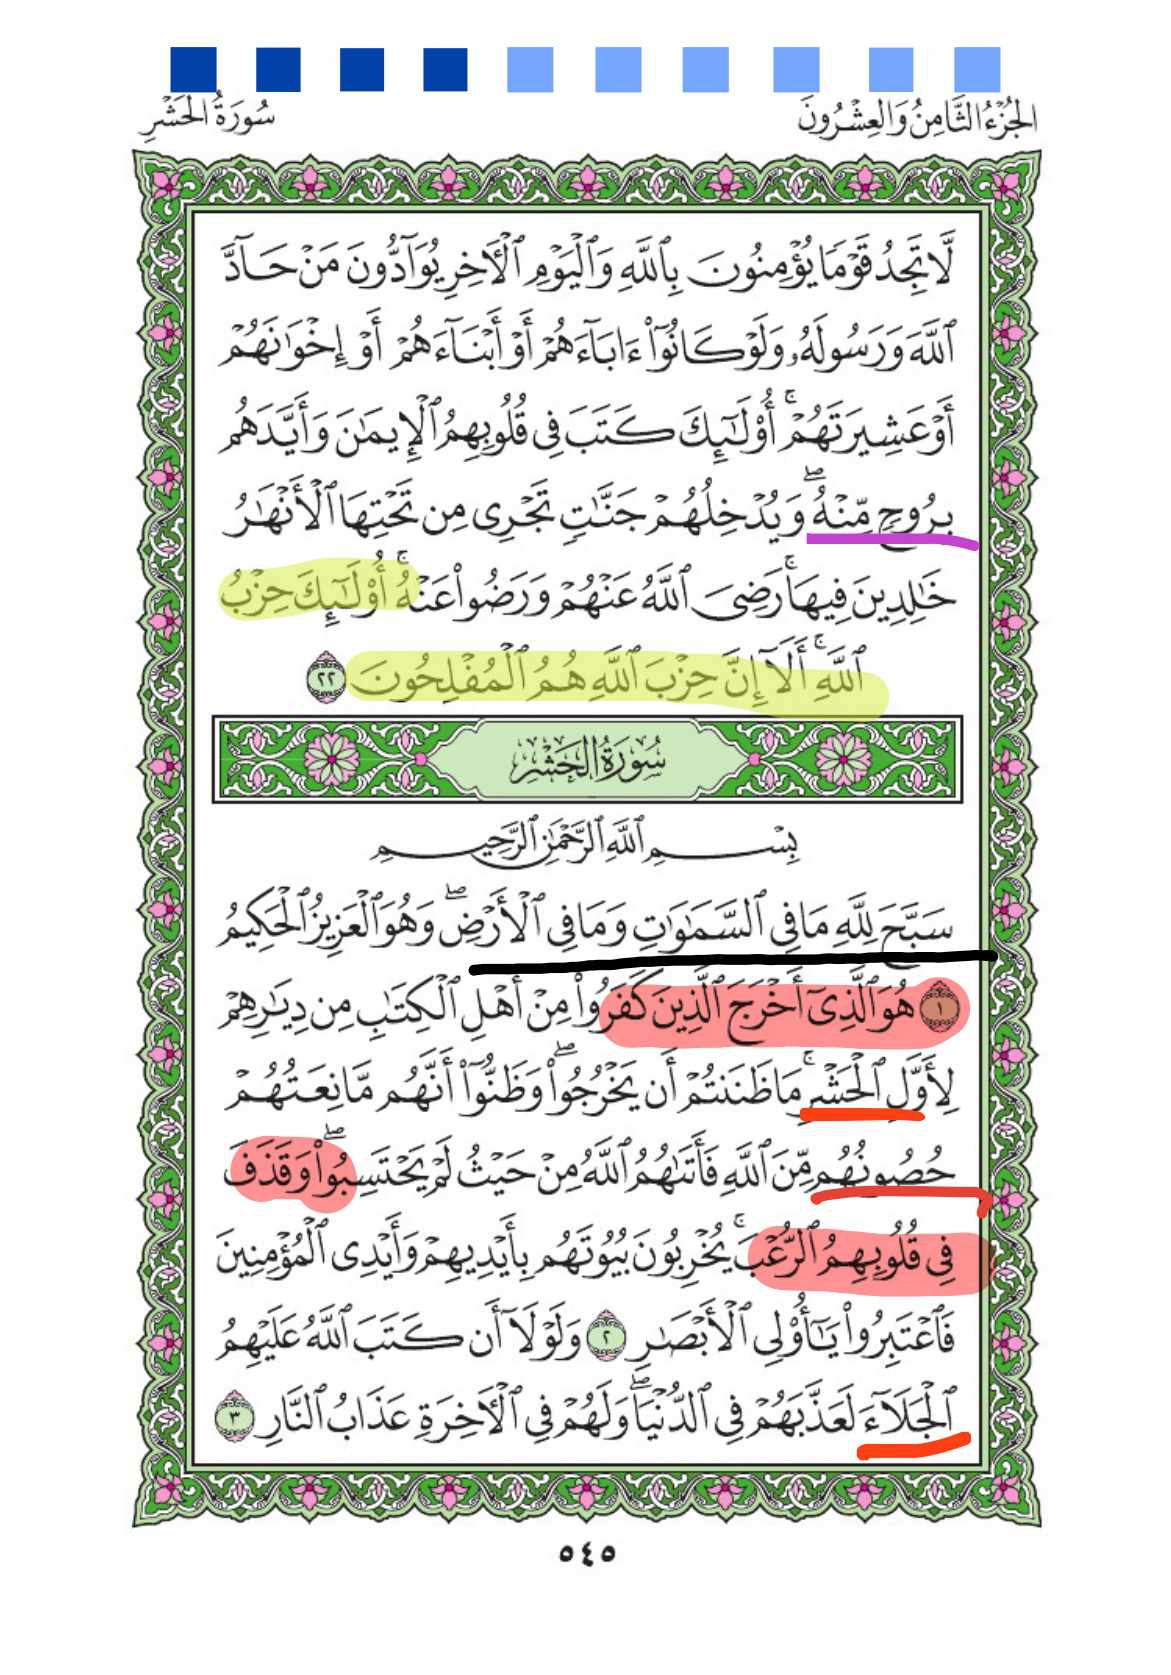 الجُزْءُ الثَّامِنُ وَالعِشْرُونَ
سُورَةُ الحَشْرِ
لَّا تَجِدُ قَوْمًا يُؤْمِنُونَ بِٱللَّهِ وَٱلْيَوْمِ ٱلْأَخِرِ يُوَآدُّونَ مَنْ حَآدَّ
ٱللَّهَ وَرَسُولَهُۥ وَلَوْ كَانُوٓا۟ ءَابَآءَهُمْ أَوْ أَبْنَآءَهُمْ أَوْ إِخْوَٰنَهُمْ
أَوْ عَشِيرَتَهُمْ ۚ أُو۟لَٰٓئِكَ كَتَبَ فِى قُلُوبِهِمُ ٱلْإِيمَٰنَ وَأَيَّدَهُم
بِرُوحٍ مِّنْهُ ۖ وَيُدْخِلُهُمْ جَنَّٰتٍ تَجْرِى مِن تَحْتِهَا ٱلْأَنْهَٰرُ
خَٰلِدِينَ فِيهَا ۚ رَضِىَ ٱللَّهُ عَنْهُمْ وَرَضُوا۟ عَنْهُ ۚ أُو۟لَٰٓئِكَ حِزْبُ
ٱللَّهِ ۚ أَلَآ إِنَّ حِزْبَ ٱللَّهِ هُمُ ٱلْمُفْلِحُونَ ٢٢
سُورَةُ الحَشْرِ
بِسْمِ ٱللَّهِ ٱلرَّحْمَٰنِ ٱلرَّحِيمِ
سَبَّحَ لِلَّهِ مَا فِى ٱلسَّمَٰوَٰتِ وَمَا فِى ٱلْأَرْضِ ۖ وَهُوَ ٱلْعَزِيزُ ٱلْحَكِيمُ
١ هُوَ ٱلَّذِىٓ أَخْرَجَ ٱلَّذِينَ كَفَرُوا۟ مِنْ أَهْلِ ٱلْكِتَٰبِ مِن دِيَٰرِهِمْ
لِأَوَّلِ ٱلْحَشْرِ ۚ مَا ظَنَنتُمْ أَن يَخْرُجُوا۟ ۖ وَظَنُّوٓا۟ أَنَّهُم مَّانِعَتُهُمْ
حُصُونُهُم مِّنَ ٱللَّهِ فَأَتَىٰهُمُ ٱللَّهُ مِنْ حَيْثُ لَمْ يَحْتَسِبُوا۟ ۖ وَقَذَفَ
فِى قُلُوبِهِمُ ٱلرُّعْبَ ۚ يُخْرِبُونَ بُيُوتَهُم بِأَيْدِيهِمْ وَأَيْدِى ٱلْمُؤْمِنِينَ
فَٱعْتَبِرُوا۟ يَٰٓأُو۟لِى ٱلْأَبْصَٰرِ ٢ وَلَوْلَآ أَن كَتَبَ ٱللَّهُ عَلَيْهِمُ
ٱلْجَلَآءَ لَعَذَّبَهُمْ فِى ٱلدُّنْيَا ۖ وَلَهُمْ فِى ٱلْأَخِرَةِ عَذَابُ ٱلنَّارِ ٣
٥٤٥